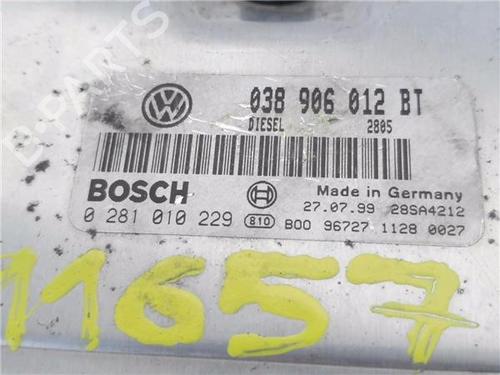 038 906 012 BT
DIESEL 2805
BOSCH
Made in Germany
0 281 010 229
27.07.99 28SA4212
810
B00 96727 1128 0027
11657
B-PARTS